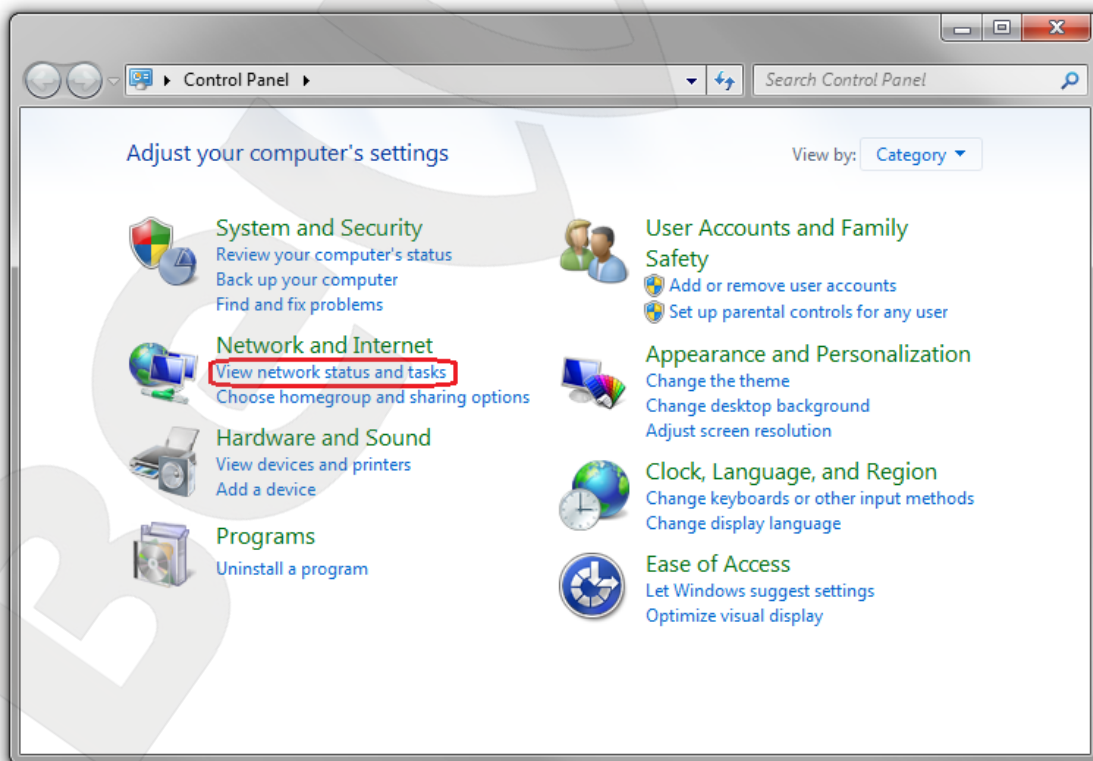 Control Panel
Search Control Panel
Adjust your computer's settings
View by: Category
System and Security
Review your computer's status
Back up your computer
Find and fix problems
Network and Internet
View network status and tasks
Choose homegroup and sharing options
Hardware and Sound
View devices and printers
Add a device
Programs
Uninstall a program
User Accounts and Family
Safety
Add or remove user accounts
Set up parental controls for any user
Appearance and Personalization
Change the theme
Change desktop background
Adjust screen resolution
Clock, Language, and Region
Change keyboards or other input methods
Change display language
Ease of Access
Let Windows suggest settings
Optimize visual display